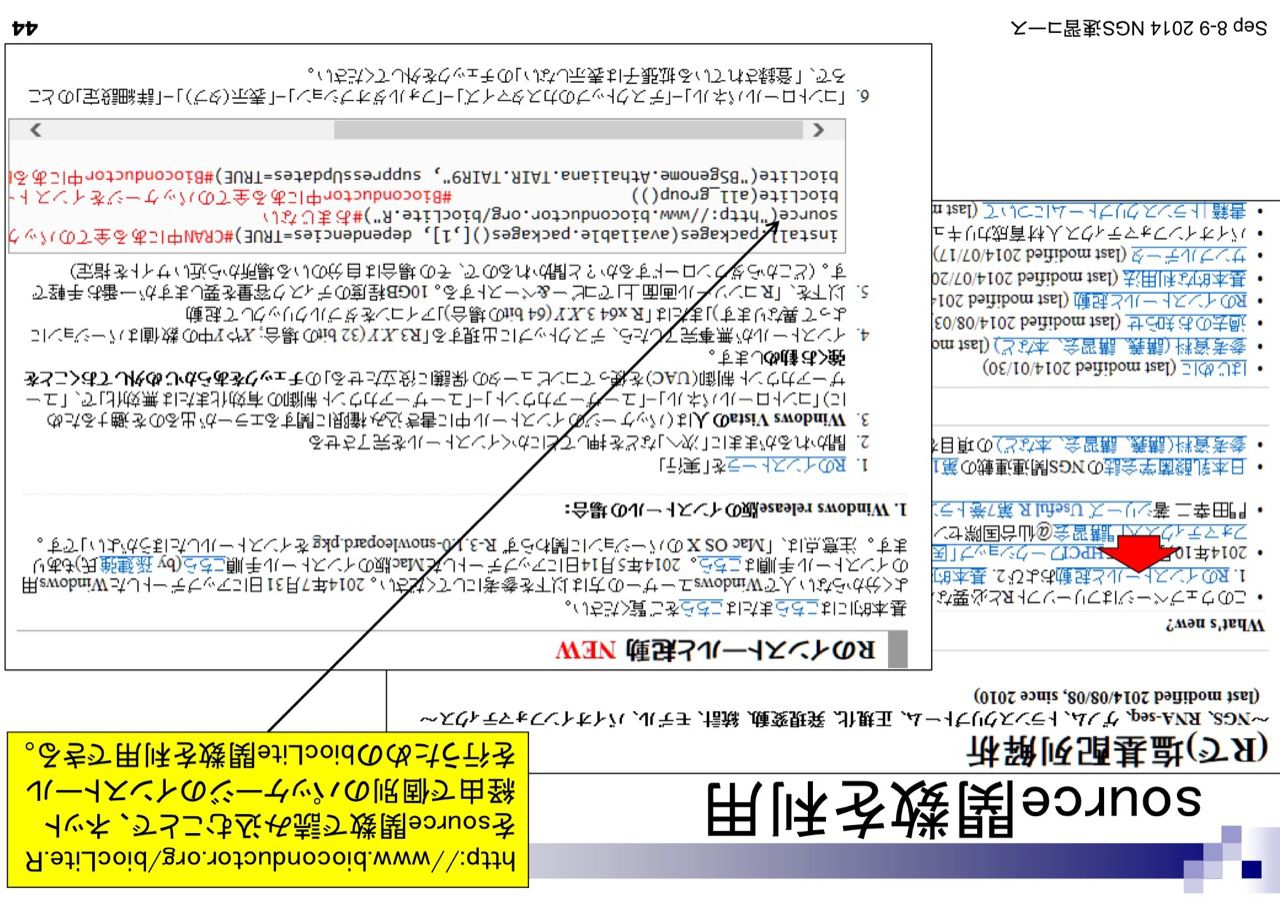 source関数を利用
http://www.bioconductor.org/biocLite.R
をsource関数で読み込むことで、ネット
経由で個別のパッケージのインストール
を行うためのbiocLite関数を利用できる。
(Rで)塩基配列解析
~NGS、RNA-seq、ゲノム、トランスクリプトーム、正規化、発現変動、統計、モデル、バイオインフォマティクス~
(last modified 2014/08/08, since 2010)
What's new?
• このウェブページはフリーソフトRと必要な
1. Rのインストールと起動および2. 基本的
• 2014年10
HPCIワークショップ
フォマティクス人
講習会@仙台国際セン
• 門田幸二 著シリーズ Useful R 第7巻トラン
• 日本乳酸菌学会誌のNGS関連連載の第1
• 参考資料(講義、講習会、本など)の項目を
• はじめに (last modified 2014/01/30)
• 参考資料(講義、講習会、本など) (last mo
• 過去のお知らせ (last modified 2014/08/03
• Rのインストールと起動 (last modified 2014
• 基本的な利用法 (last modified 2014/07/20
• サンプルデータ (last modified 2014/07/17)
• バイオインフォマティクス人材育成カリキュ
• 書籍|トランスクリプトームについて (last m
Rのインストールと起動 NEW
基本的にはこちらまたはこちらをご覧ください。
よく分からない人でWindowsユーザーの方は以下を参考にしてください。2014年7月31日にアップデートしたWindows用
のインストール手順はこちら。2014年5月14日にアップデートしたMac版のインストール手順こちら(by 孫建強氏)もあり
ます。注意点は、「Mac OS Xのバージョンに関わらず R-3.1.0-snowleopard.pkgをインストールしたほうがよい」です。
1. Windows release版のインストールの場合:
1. Rのインストーラを「実行」
2. 聞かれるがままに「次へ」などを押してとにかくインストールを完了させる
3. Windows Vistaの人は(パッケージのインストール中に書き込み権限に関するエラーが出るのを避けるため
に)「コントロールパネル」-「ユーザーアカウント」-「ユーザーアカウント制御の有効化または無効化」で、「ユー
ザーアカウント制御(UAC)を使ってコンピュータの保護に役立たせる」のチェックをあらかじめ外しておくことを
強くお勧めします。
4. インストールが無事完了したら、デスクトップに出現する「R3.X.Y (32 bitの場合; XやY中の数値はバージョンに
よって異なります)」または「R x64 3.X.Y (64 bitの場合)」アイコンをダブルクリックして起動
5. 以下を、「R コンソール画面上」でコピー&ペーストする。10GB程度のディスク容量を要しますが一番お手軽で
す。(どこからダウンロードするか?と聞かれるので、その場合は自分のいる場所から近いサイトを指定)
install.packages(available.packages()[,1], dependencies=TRUE)#CRAN中にある全てのパック
source("http://www.bioconductor.org/biocLite.R")#おまじない
biocLite(all_group()) #Bioconductor中にある全てのパッケージをインスト
biocLite("BSgenome.Athaliana.TAIR.TAIR9", suppressUpdates=TRUE)#Bioconductor中にある
6. 「コントロールパネル」-「デスクトップのカスタマイズ」-「フォルダオプション」-「表示(タブ)」-「詳細設定」のとこ
ろで、「登録されている拡張子は表示しない」のチェックを外してください。
Sep 8-9 2014 NGS速習コース
44